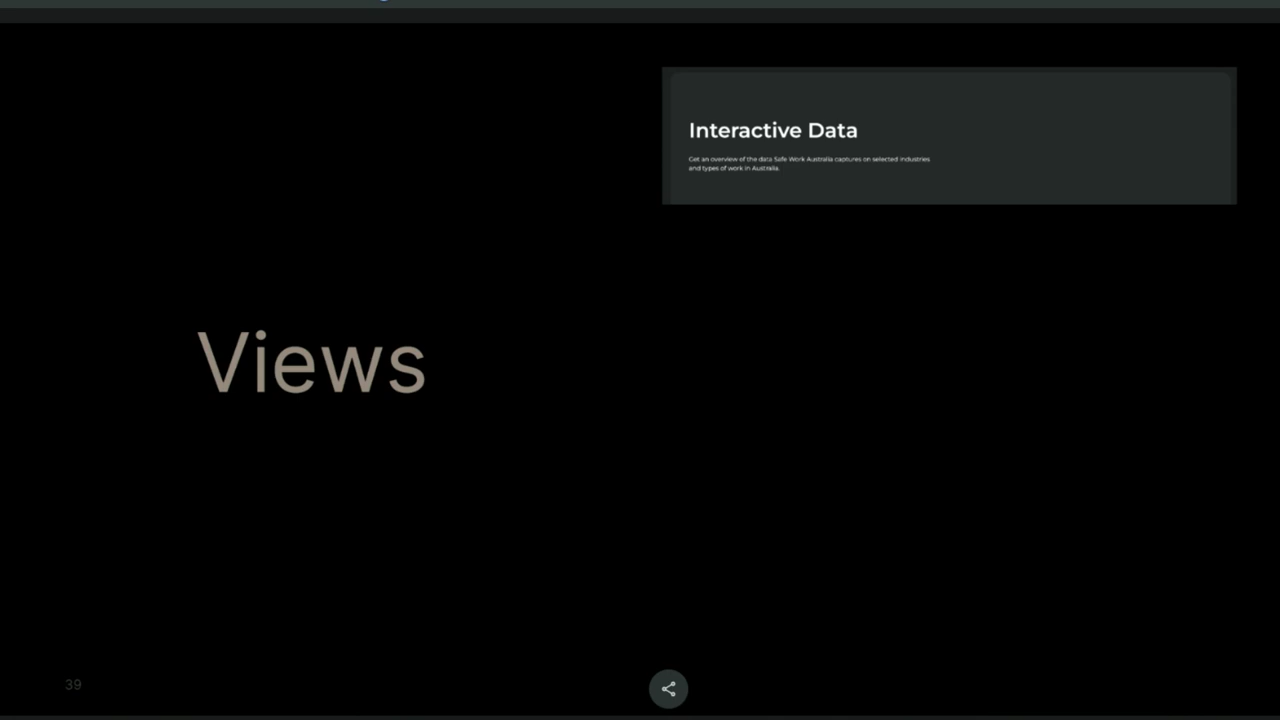 Interactive Data
Get an overview of the data Safe Work Australia captures on selected industries
and types of work in Australia.
Views
39